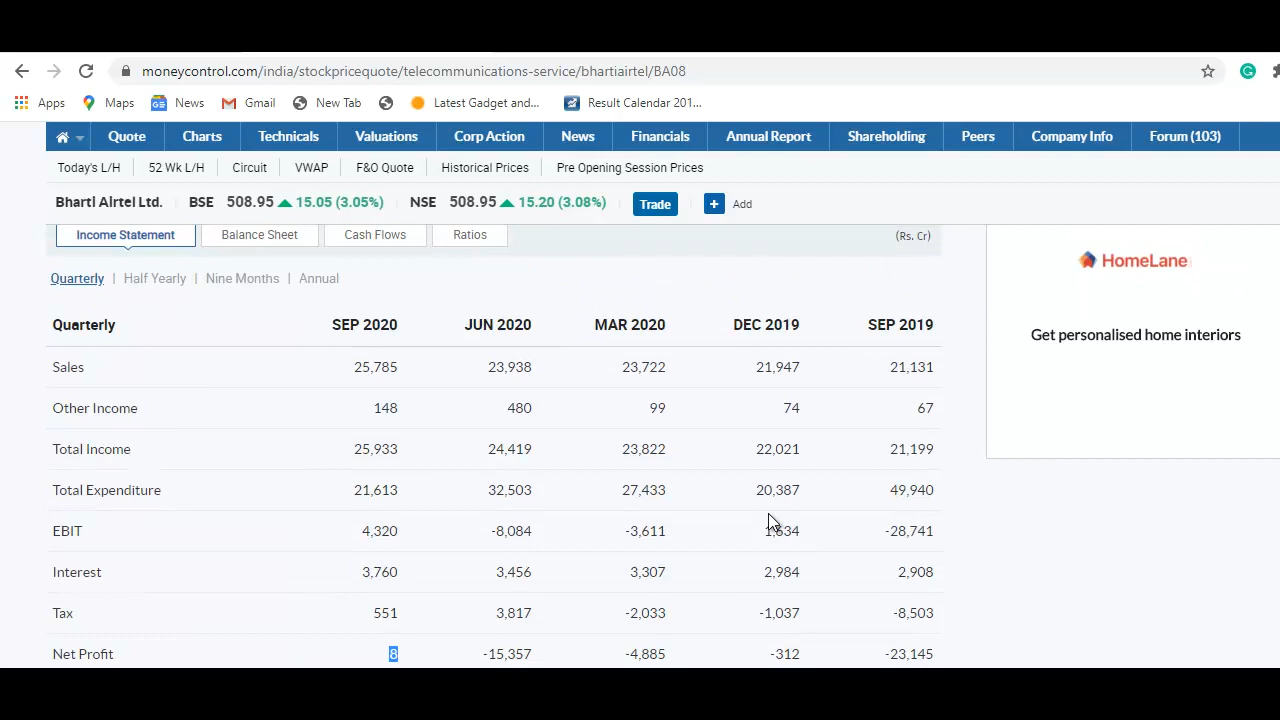 moneycontrol.com/india/stockpricequote/telecommunications-service/bhartiairtel/BA08
Apps Maps News Gmail New Tab Latest Gadget and... Result Calendar 201...
Quote Charts Technicals Valuations Corp Action News Financials Annual Report Shareholding Peers Company Info Forum (103)
Today's L/H 52 Wk L/H Circuit VWAP F&O Quote Historical Prices Pre Opening Session Prices
Bharti Airtel Ltd. BSE 508.95 15.05 (3.05%) NSE 508.95 15.20 (3.08%) Trade + Add
Income Statement Balance Sheet Cash Flows Ratios (Rs. Cr)
HomeLane
Quarterly | Half Yearly | Nine Months | Annual
Get personalised home interiors
Quarterly SEP 2020 JUN 2020 MAR 2020 DEC 2019 SEP 2019
Sales 25,785 23,938 23,722 21,947 21,131
Other Income 148 480 99 74 67
Total Income 25,933 24,419 23,822 22,021 21,199
Total Expenditure 21,613 32,503 27,433 20,387 49,940
EBIT 4,320 -8,084 -3,611 1,634 -28,741
Interest 3,760 3,456 3,307 2,984 2,908
Tax 551 3,817 -2,033 -1,037 -8,503
Net Profit 8 -15,357 -4,885 -312 -23,145